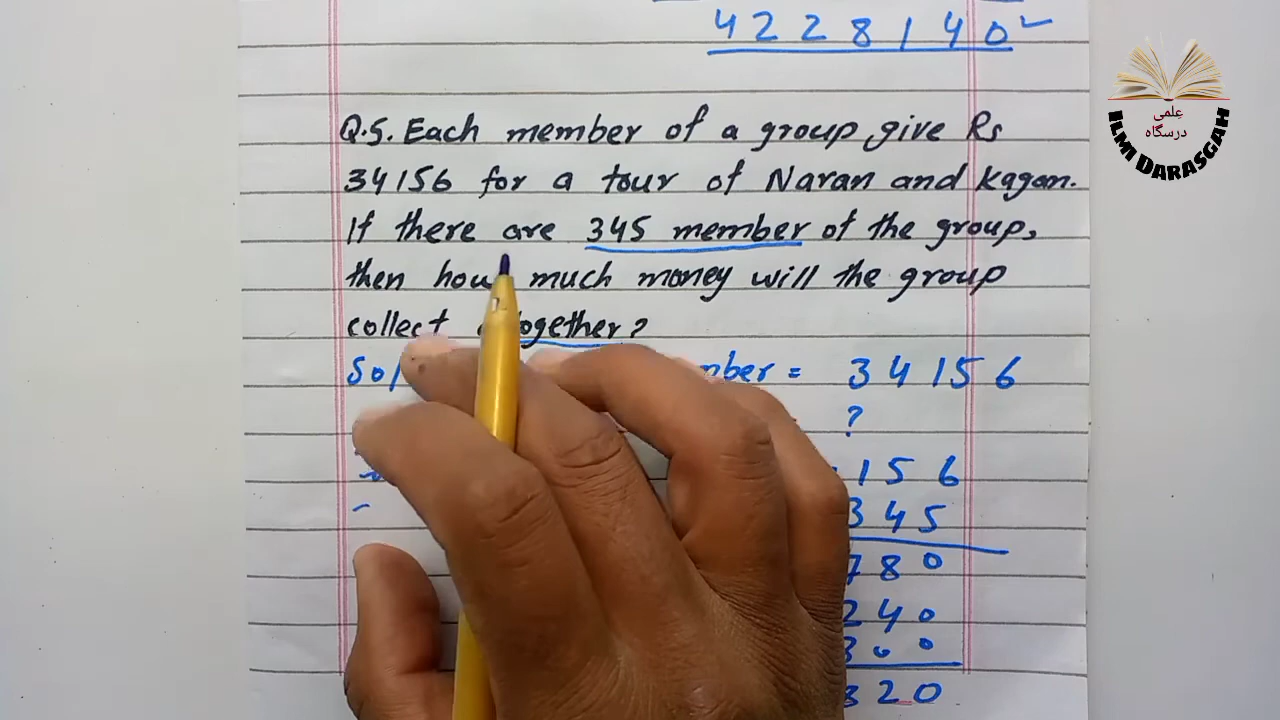 4228140
Q.5. Each member of a group give Rs
34156 for a tour of Naran and Kagan.
If there are 345 member of the group,
then how much money will the group
collect together?
Sol = 34156
?
156
345
780
240
300
320
علمی
درسگاہ
ILMI DARASGAH